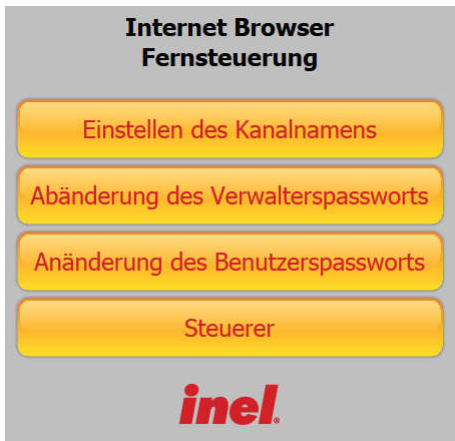 Internet Browser
Fernsteuerung
Einstellen des Kanalnamens
Abänderung des Verwalterspassworts
Anänderung des Benutzerspassworts
Steuerer
inel.